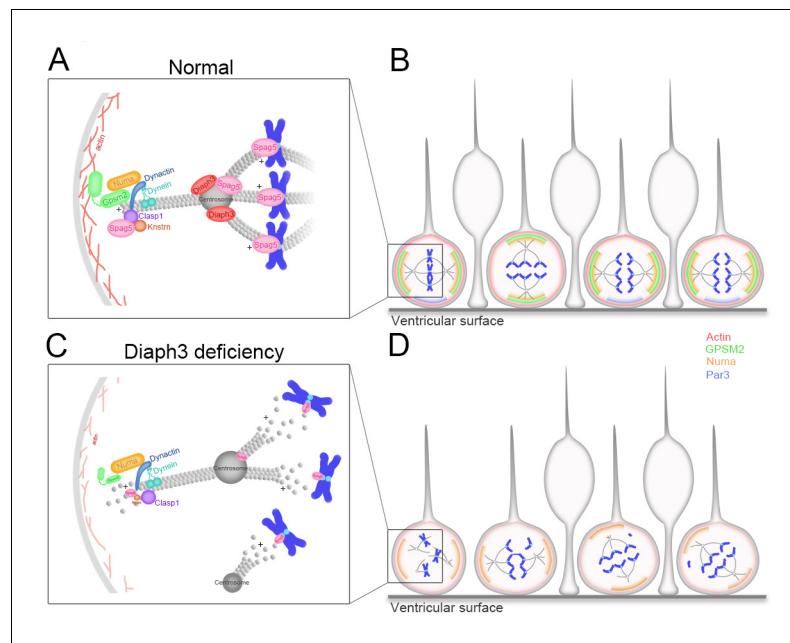 A
Normal
actin
Numa
Dynactin
Dynein
Gpsm2
+
Clasp1
Spag5
Knstrn
Diaph3
Spag5
Centrosome
Diaph3
Spag5
+
Spag5
+
Spag5
+
B
Ventricular surface
C
Diaph3 deficiency
Numa
Dynactin
Dynein
+
Clasp1
Centrosome
+
+
+
Centrosome
D
Actin
GPSM2
Numa
Par3
Ventricular surface